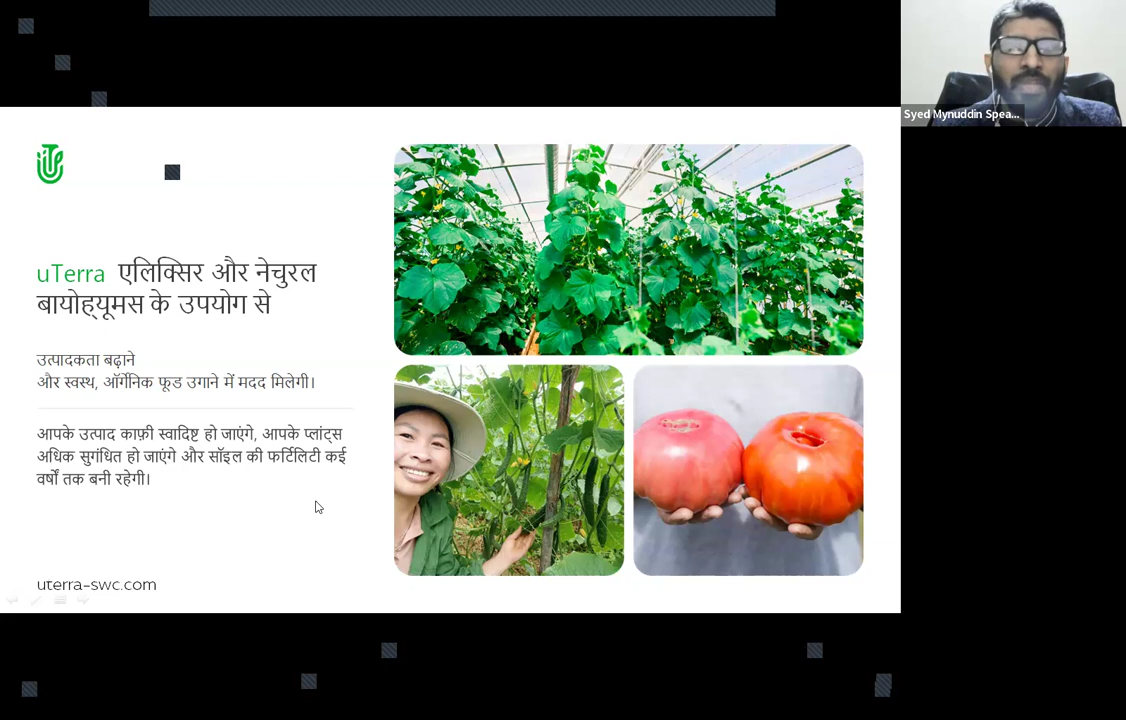 Syed Mynuddin Spea...
uTerra एलिक्सिर और नेचुरल
बायोह्यूमस के उपयोग से
उत्पादकता बढ़ाने
और स्वस्थ, ऑर्गेनिक फूड उगाने में मदद मिलेगी।
आपके उत्पाद काफ़ी स्वादिष्ट हो जाएंगे, आपके प्लांट्स
अधिक सुगंधित हो जाएंगे और सॉइल की फर्टिलिटी कई
वर्षों तक बनी रहेगी।
uterra-swc.com